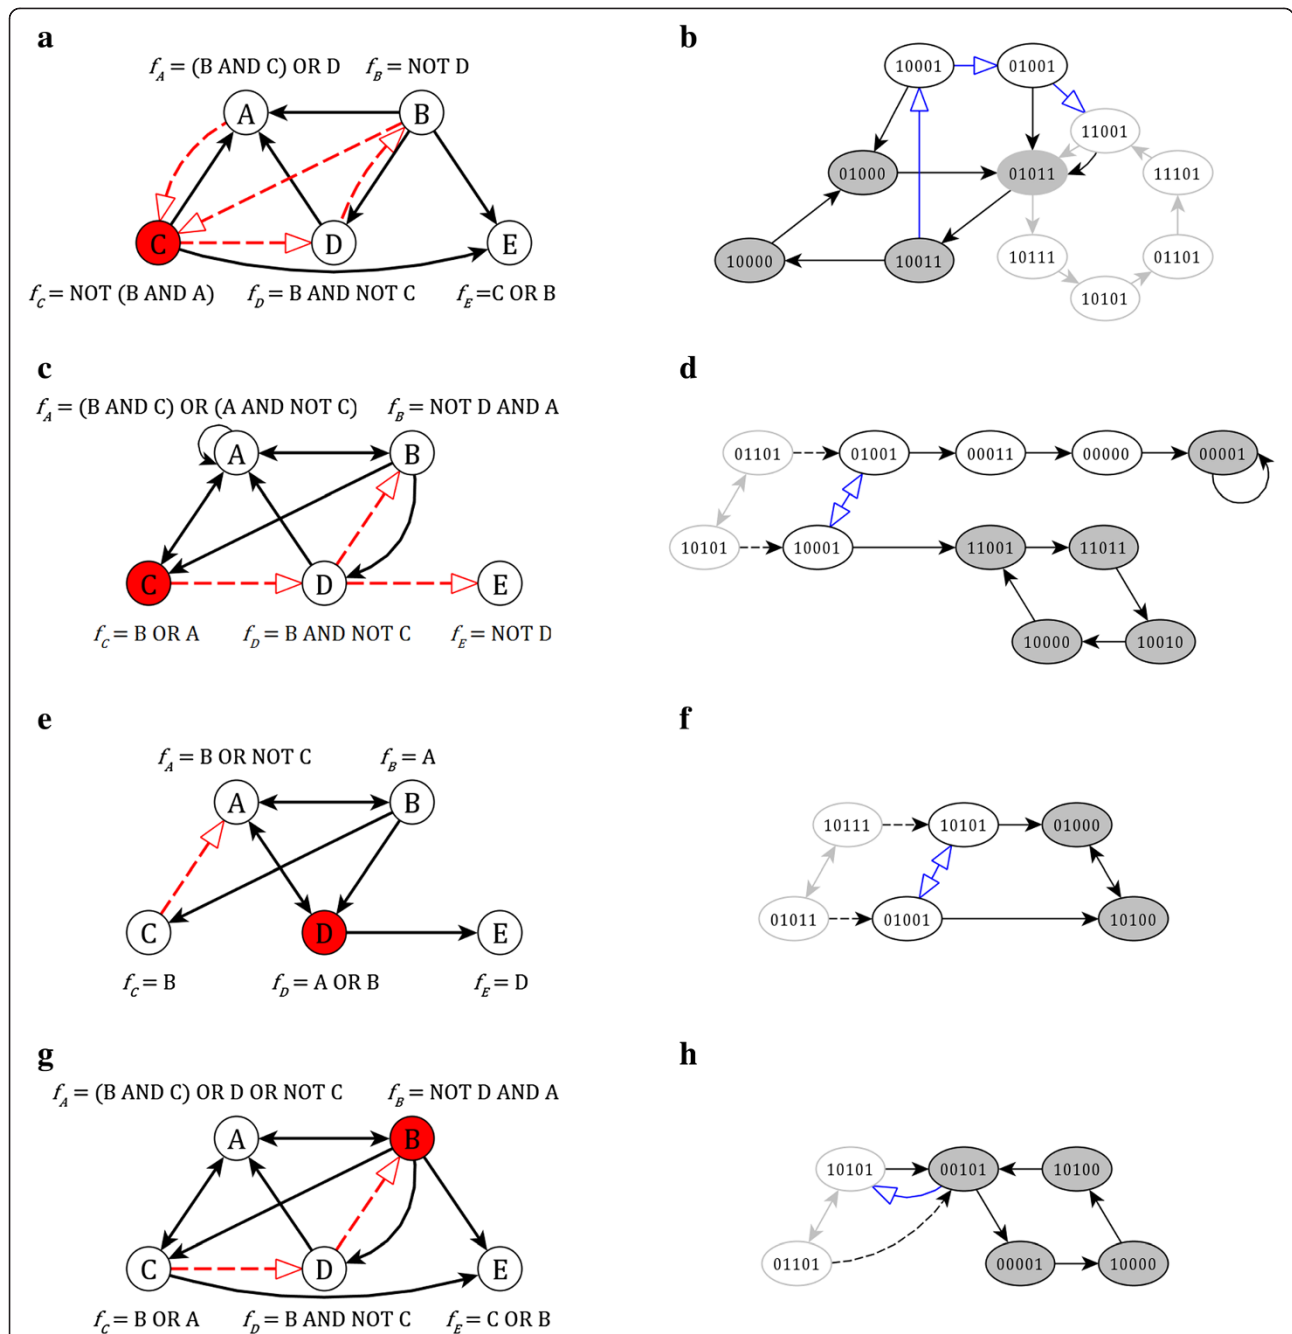 a
f_A = (B AND C) OR D f_B = NOT D
A B
C D E
f_C = NOT (B AND A) f_D = B AND NOT C f_E =C OR B
b
10001 01001
11001
01000 01011 11101
10000 10011 10111 01101
10101
c
f_A = (B AND C) OR (A AND NOT C) f_B = NOT D AND A
A B
C D E
f_C = B OR A f_D = B AND NOT C f_E = NOT D
d
01101 01001 00011 00000 00001
10101 10001 11001 11011
10000 10010
e
f_A = B OR NOT C f_B = A
A B
C D E
f_C = B f_D = A OR B f_E = D
f
10111 10101 01000
01011 01001 10100
g
f_A = (B AND C) OR D OR NOT C f_B = NOT D AND A
A B
C D E
f_C = B OR A f_D = B AND NOT C f_E = C OR B
h
10101 00101 10100
01101 00001 10000